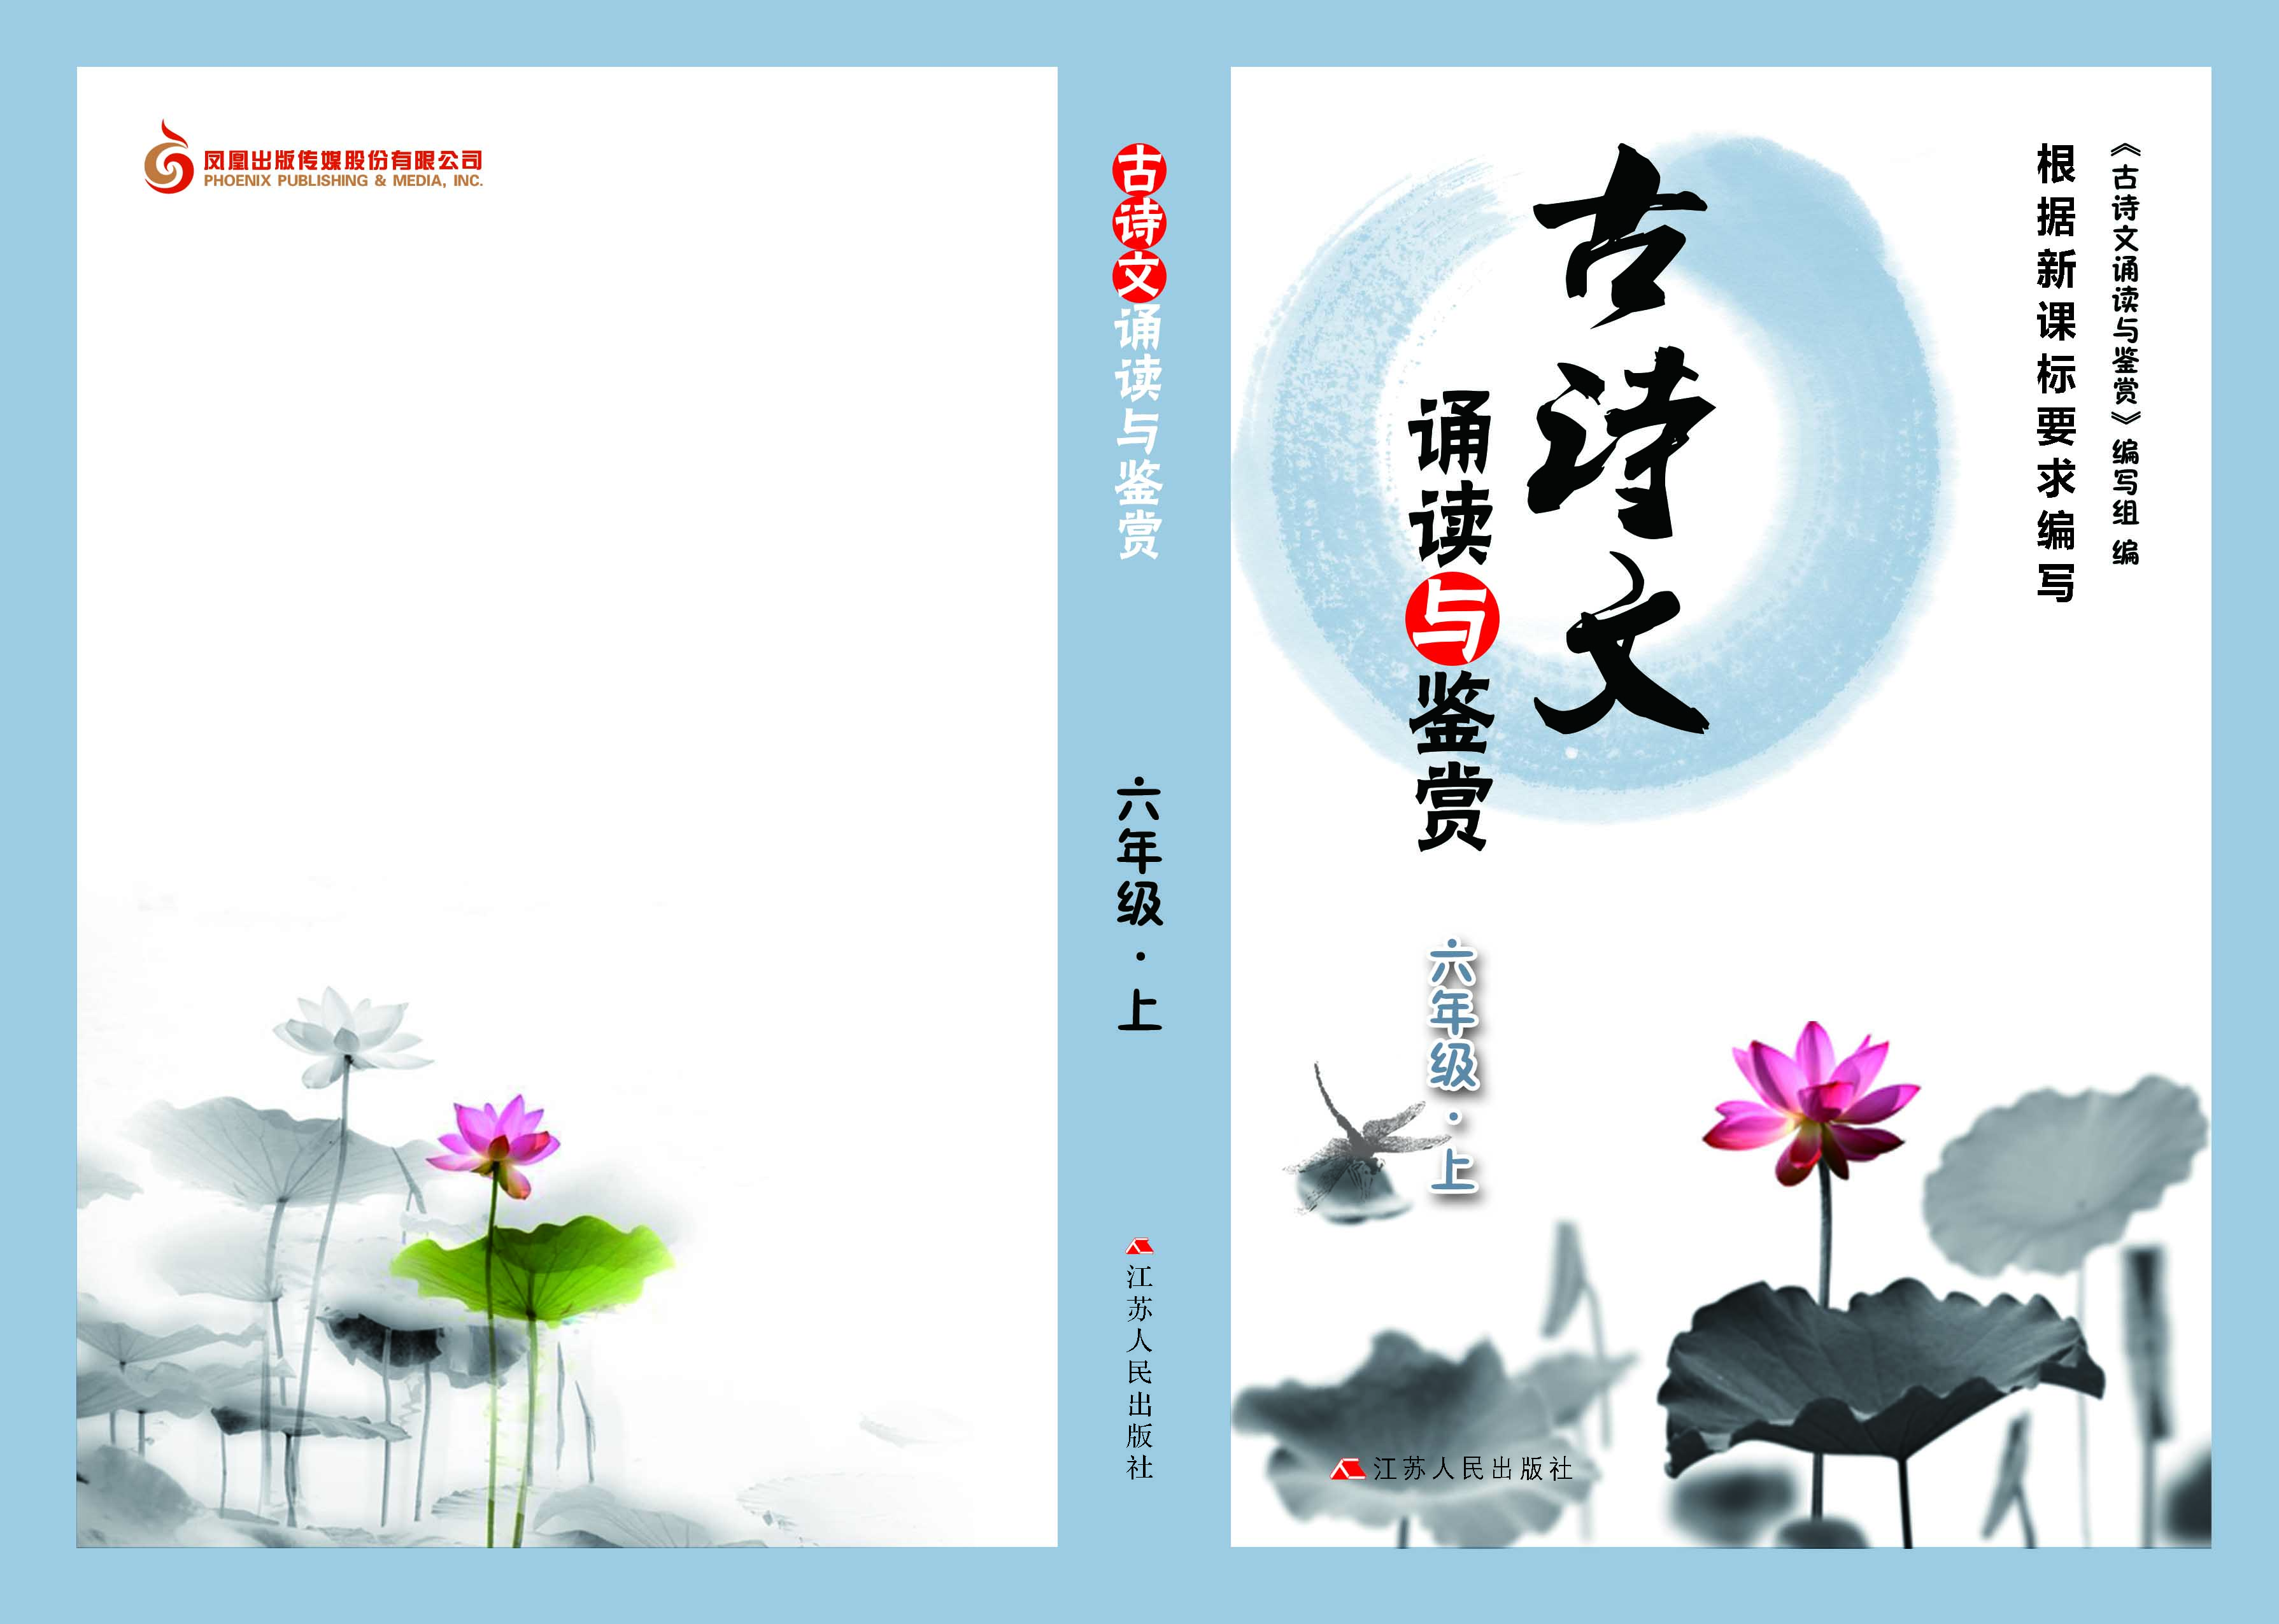 凤凰出版传媒股份有限公司
PHOENIX PUBLISHING & MEDIA, INC.
古诗文诵读与鉴赏
六年级·上
江苏人民出版社
《古诗文诵读与鉴赏》编写组 编
根据新课标要求编写
古诗文
诵读与鉴赏
六年级·上
江苏人民出版社